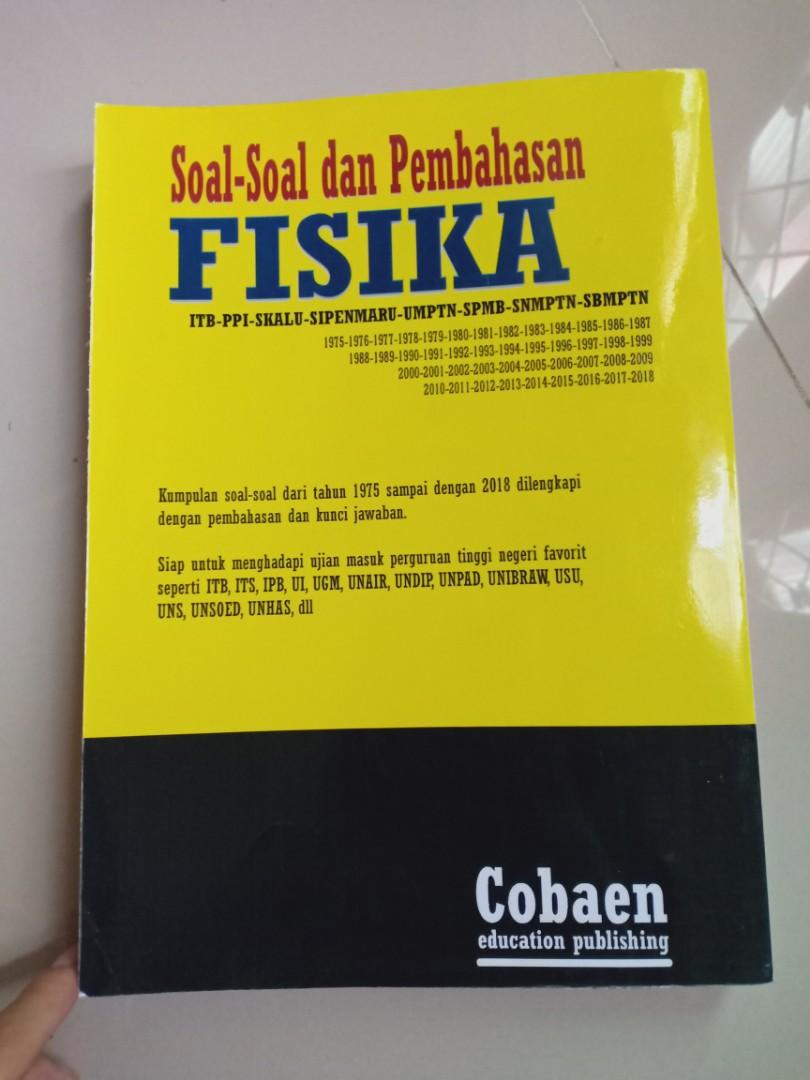 Soal-Soal dan Pembahasan
FISIKA
ITB-PPI-SKALU-SIPENMARU-UMPTN-SPMB-SNMPTN-SBMPTN
1975-1976-1977-1978-1979-1980-1981-1982-1983-1984-1985-1986-1987
1988-1989-1990-1991-1992-1993-1994-1995-1996-1997-1998-1999
2000-2001-2002-2003-2004-2005-2006-2007-2008-2009
2010-2011-2012-2013-2014-2015-2016-2017-2018
Kumpulan soal-soal dari tahun 1975 sampai dengan 2018 dilengkapi
dengan pembahasan dan kunci jawaban.
Siap untuk menghadapi ujian masuk perguruan tinggi negeri favorit
seperti ITB, ITS, IPB, UI, UGM, UNAIR, UNDIP, UNPAD, UNIBRAW, USU,
UNS, UNSOED, UNHAS, dll
Cobaen
education publishing